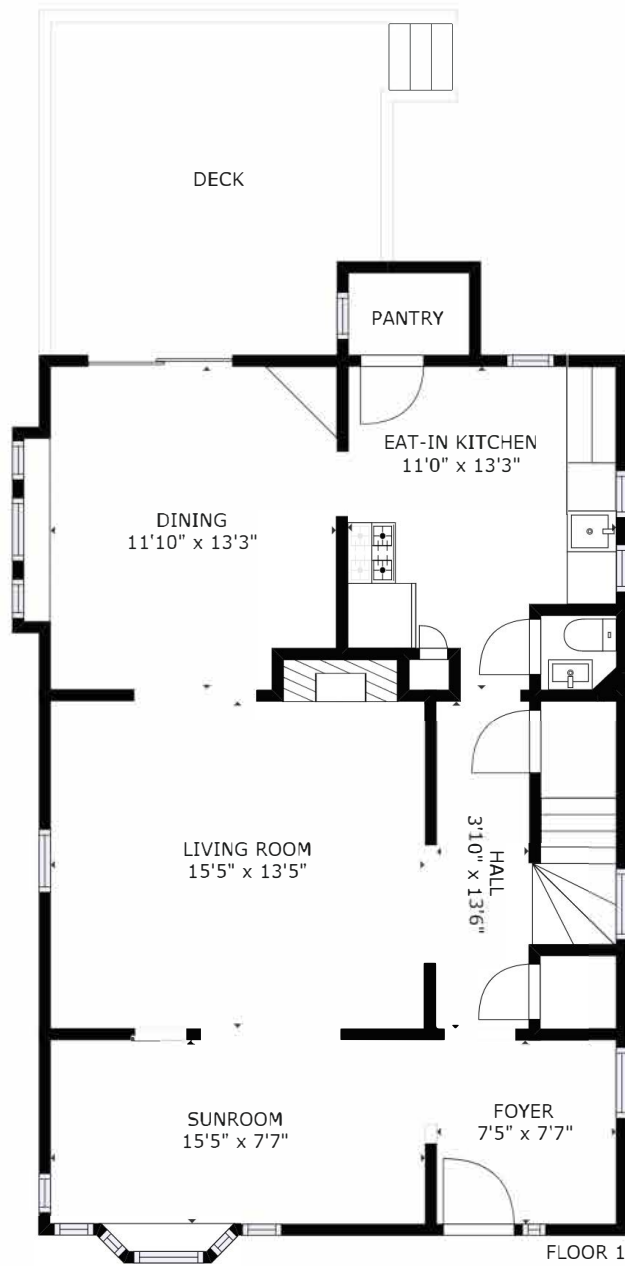 DECK
PANTRY
EAT-IN KITCHEN
11'0" x 13'3"
DINING
11'10" x 13'3"
LIVING ROOM
15'5" x 13'5"
HALL
3'10" x 13'6"
SUNROOM
15'5" x 7'7"
FOYER
7'5" x 7'7"
FLOOR 1